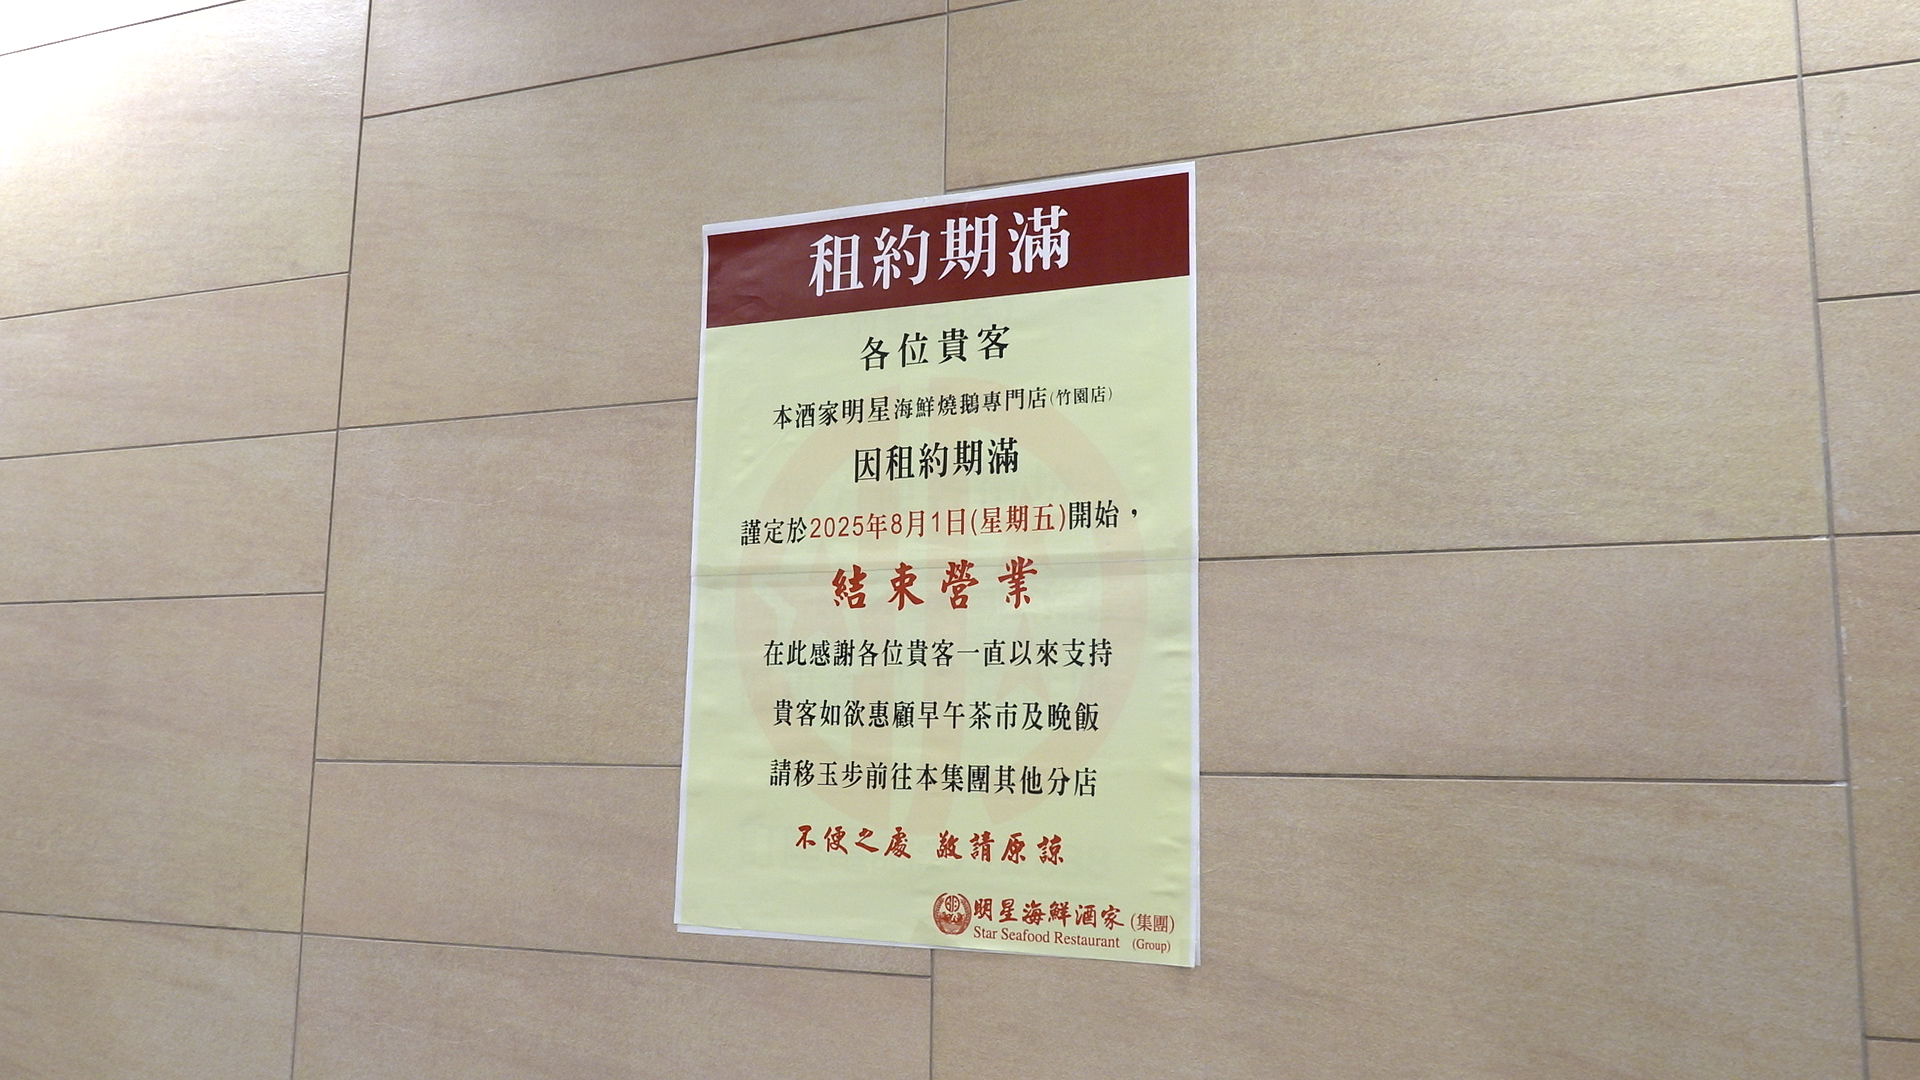 租約期滿
各位貴客
本酒家明星海鮮燒鵝專門店(竹園店)
因租約期滿
謹定於2025年8月1日(星期五)開始，
結束營業
在此感謝各位貴客一直以來支持
貴客如欲惠顧早午茶市及晚飯
請移玉步前往本集團其他分店
不便之處 敬請原諒
明星海鮮酒家(集團)
Star Seafood Restaurant (Group)